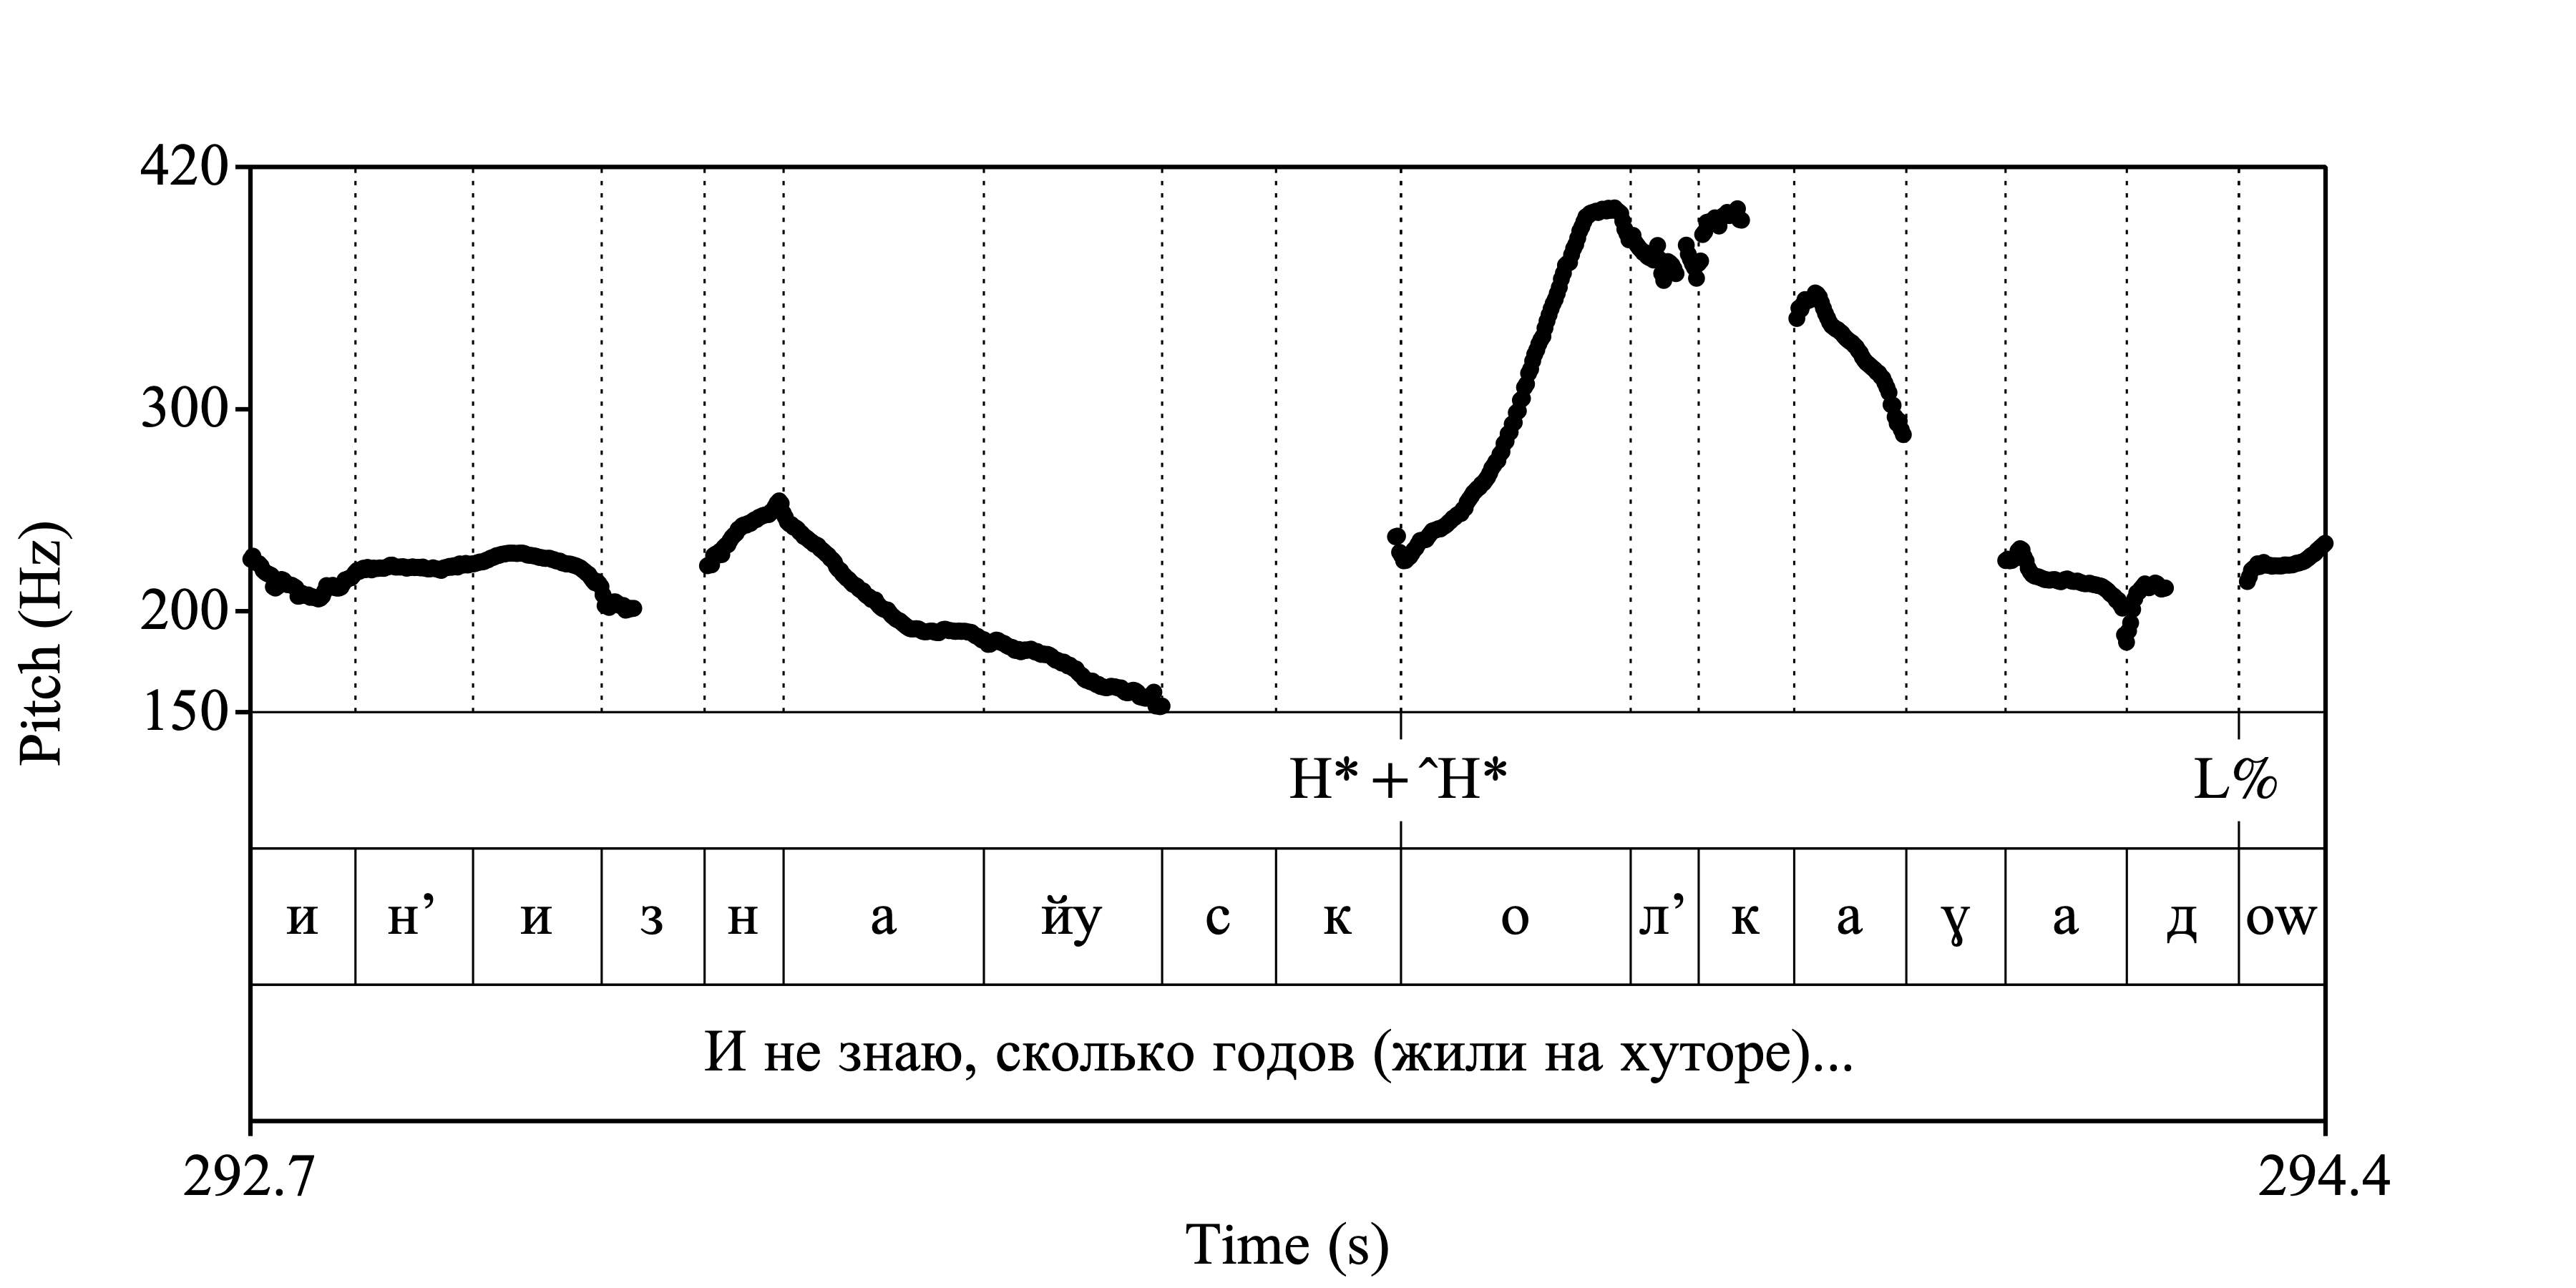 420
300
200
150
Pitch (Hz)
H* + ˆH* L%
и н’ и з н а йу с к о л’ к а ɣ а д ow
И не знаю, сколько годов (жили на хуторе)...
292.7 294.4
Time (s)